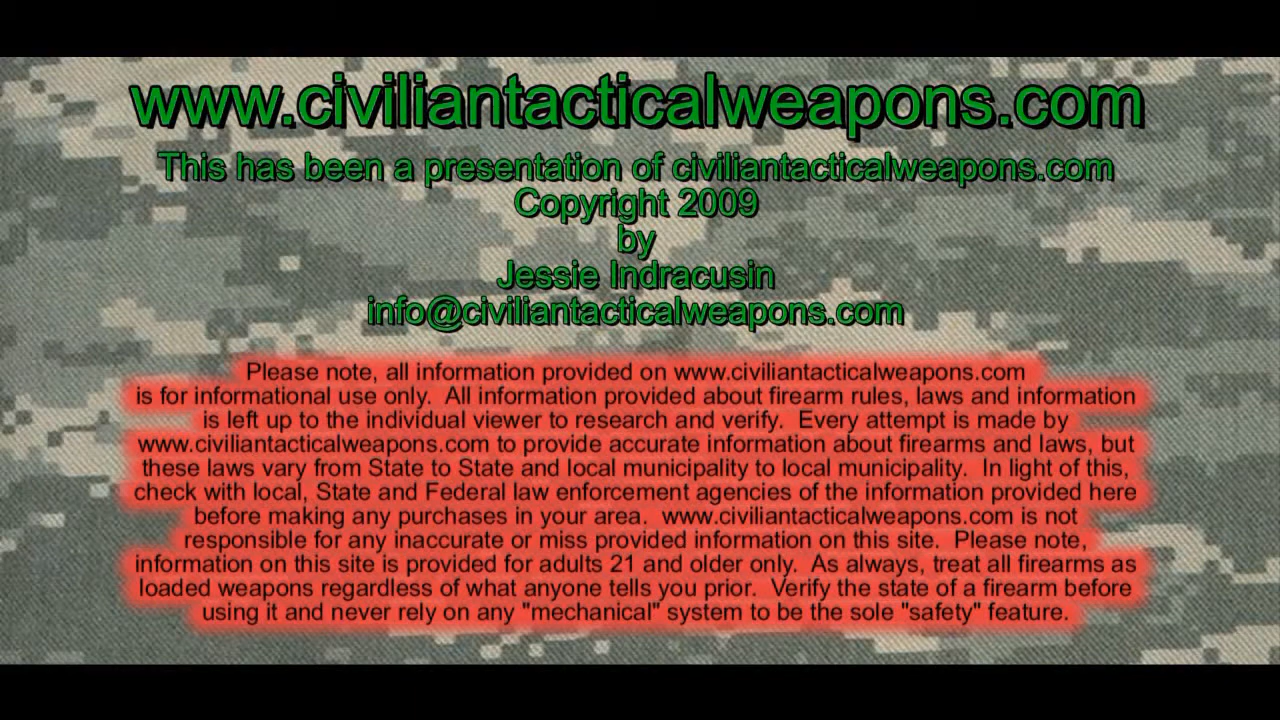 www.civiliantacticalweapons.com
This has been a presentation of civiliantacticalweapons.com
Copyright 2009
by
Jessie Indracusin
info@civiliantacticalweapons.com
Please note, all information provided on www.civiliantacticalweapons.com
is for informational use only.  All information provided about firearm rules, laws and information
is left up to the individual viewer to research and verify.  Every attempt is made by
www.civiliantacticalweapons.com to provide accurate information about firearms and laws, but
these laws vary from State to State and local municipality to local municipality.  In light of this,
check with local, State and Federal law enforcement agencies of the information provided here
before making any purchases in your area.  www.civiliantacticalweapons.com is not
responsible for any inaccurate or miss provided information on this site.  Please note,
information on this site is provided for adults 21 and older only.  As always, treat all firearms as
loaded weapons regardless of what anyone tells you prior.  Verify the state of a firearm before
using it and never rely on any "mechanical" system to be the sole "safety" feature.